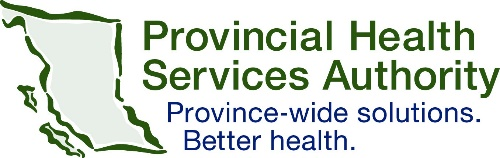 Provincial Health
Services Authority
Province-wide solutions.
Better health.